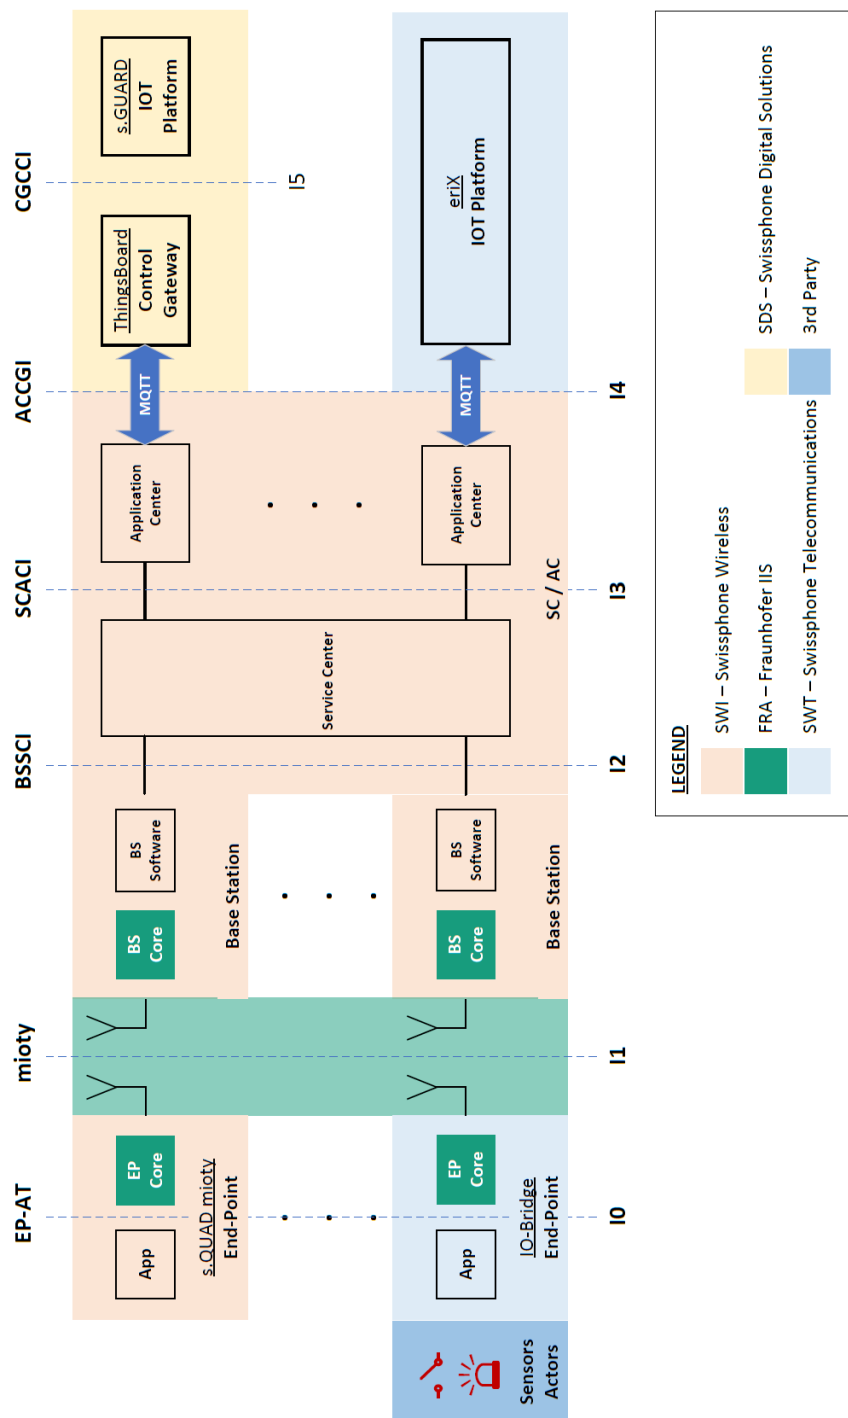 EP-AT
mioty
BSSCI
SCACI
ACCGI
CGCCI
App
EP
Core
s.QUAD mioty
End-Point
BS
Core
BS
Software
Base Station
Service Center
Application
Center
MQTT
ThingsBoard
Control
Gateway
s.GUARD
IOT
Platform
I5
Sensors
Actors
App
EP
Core
IO-Bridge
End-Point
BS
Core
BS
Software
Base Station
Application
Center
SC / AC
MQTT
eriX
IOT Platform
I0
I1
I2
I3
I4
LEGEND
SWI – Swissphone Wireless
FRA – Fraunhofer IIS
SDS – Swissphone Digital Solutions
SWT – Swissphone Telecommunications
3rd Party